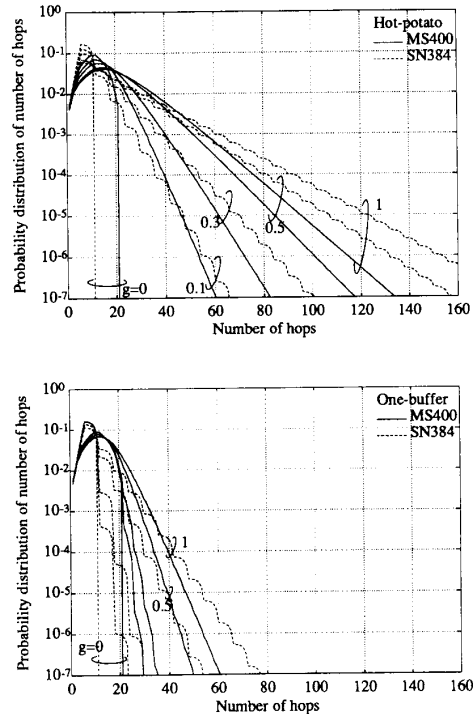 Probability distribution of number of hops
10⁰
10⁻¹
10⁻²
10⁻³
10⁻⁴
10⁻⁵
10⁻⁶
10⁻⁷
Hot-potato
MS400
SN384
1
0.3
0.5
0.1
g=0
0 20 40 60 80 100 120 140 160
Number of hops
Probability distribution of number of hops
10⁰
10⁻¹
10⁻²
10⁻³
10⁻⁴
10⁻⁵
10⁻⁶
10⁻⁷
One-buffer
MS400
SN384
1
0.5
g=0
0 20 40 60 80 100 120 140 160
Number of hops